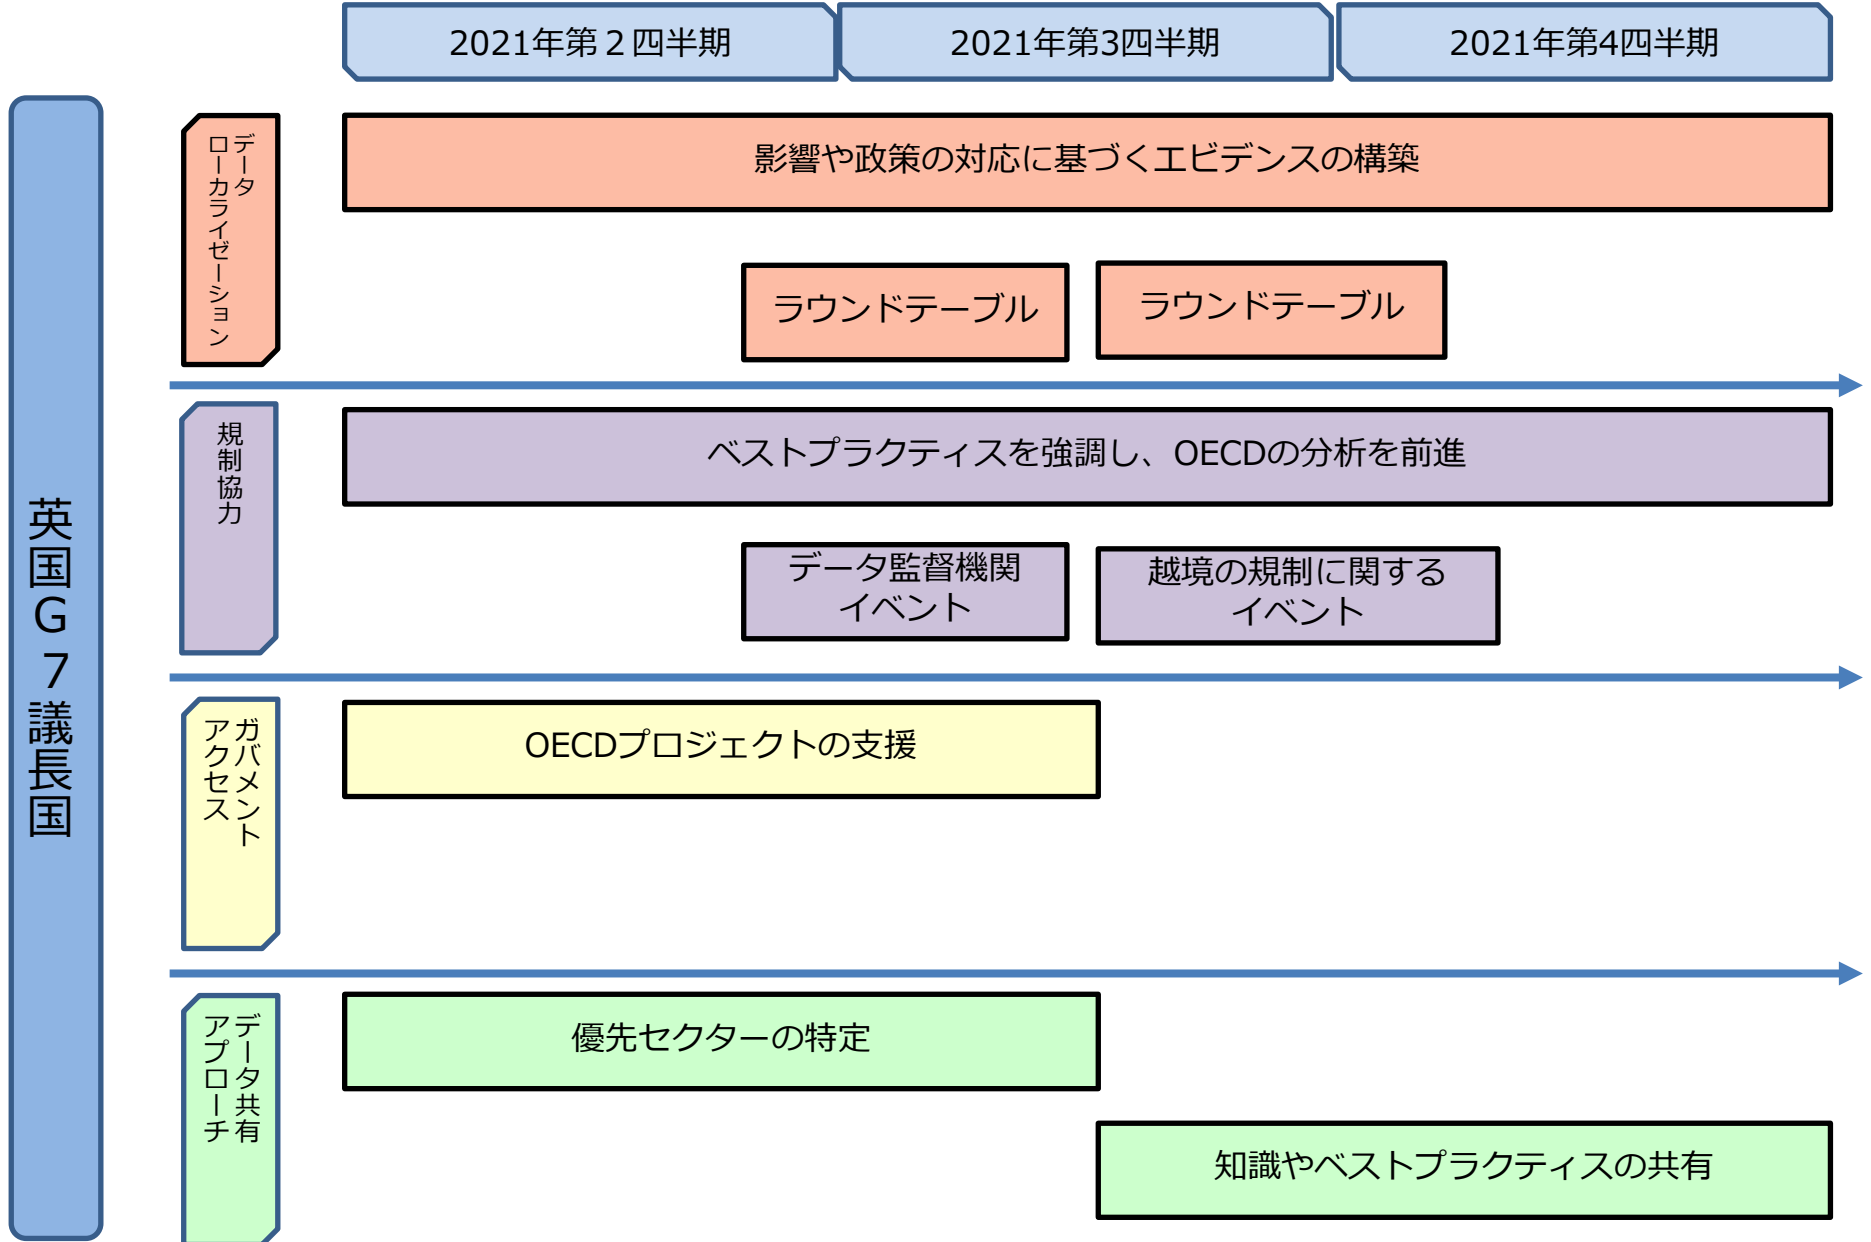 2021年第２四半期
2021年第3四半期
2021年第4四半期
英国G７議長国
データ
ローカライゼーション
影響や政策の対応に基づくエビデンスの構築
ラウンドテーブル
ラウンドテーブル
規制協力
ベストプラクティスを強調し、OECDの分析を前進
データ監督機関
イベント
越境の規制に関する
イベント
ガバメント
アクセス
OECDプロジェクトの支援
データ共有
アプローチ
優先セクターの特定
知識やベストプラクティスの共有